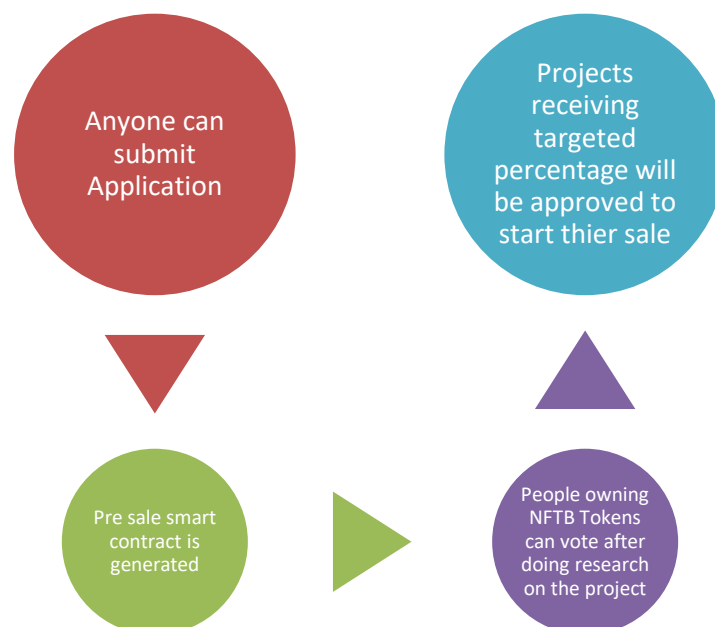 Anyone can
submit
Application
Pre sale smart
contract is
generated
People owning
NFTB Tokens
can vote after
doing research
on the project
Projects
receiving
targeted
percentage will
be approved to
start thier sale